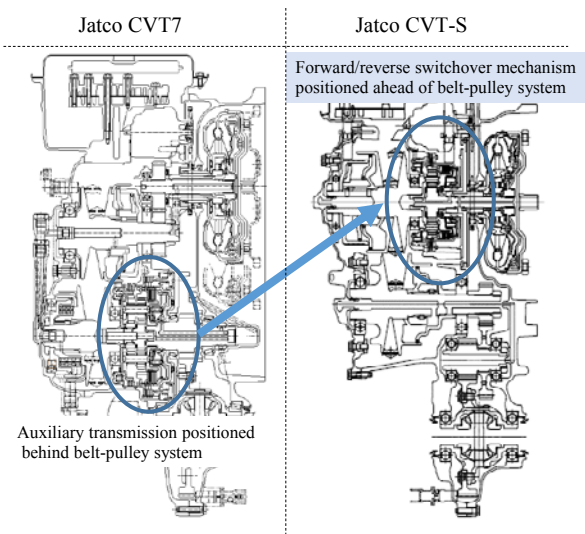 Jatco CVT7
Jatco CVT-S
Forward/reverse switchover mechanism
positioned ahead of belt-pulley system
Auxiliary transmission positioned
behind belt-pulley system